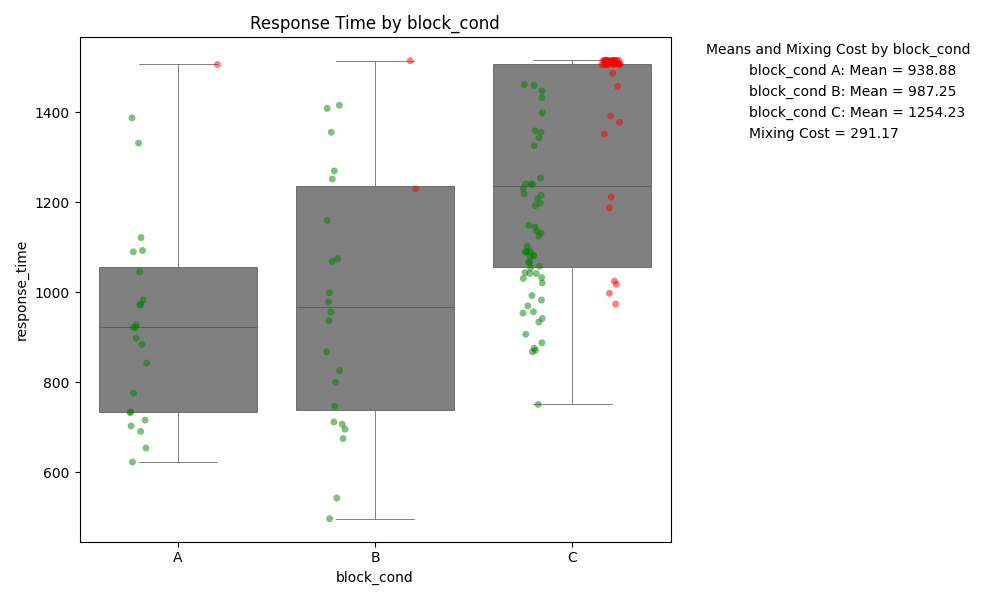 Response Time by block_cond
Means and Mixing Cost by block_cond
block_cond A: Mean = 938.88
block_cond B: Mean = 987.25
block_cond C: Mean = 1254.23
Mixing Cost = 291.17
response_time
1400
1200
1000
800
600
A B C
block_cond